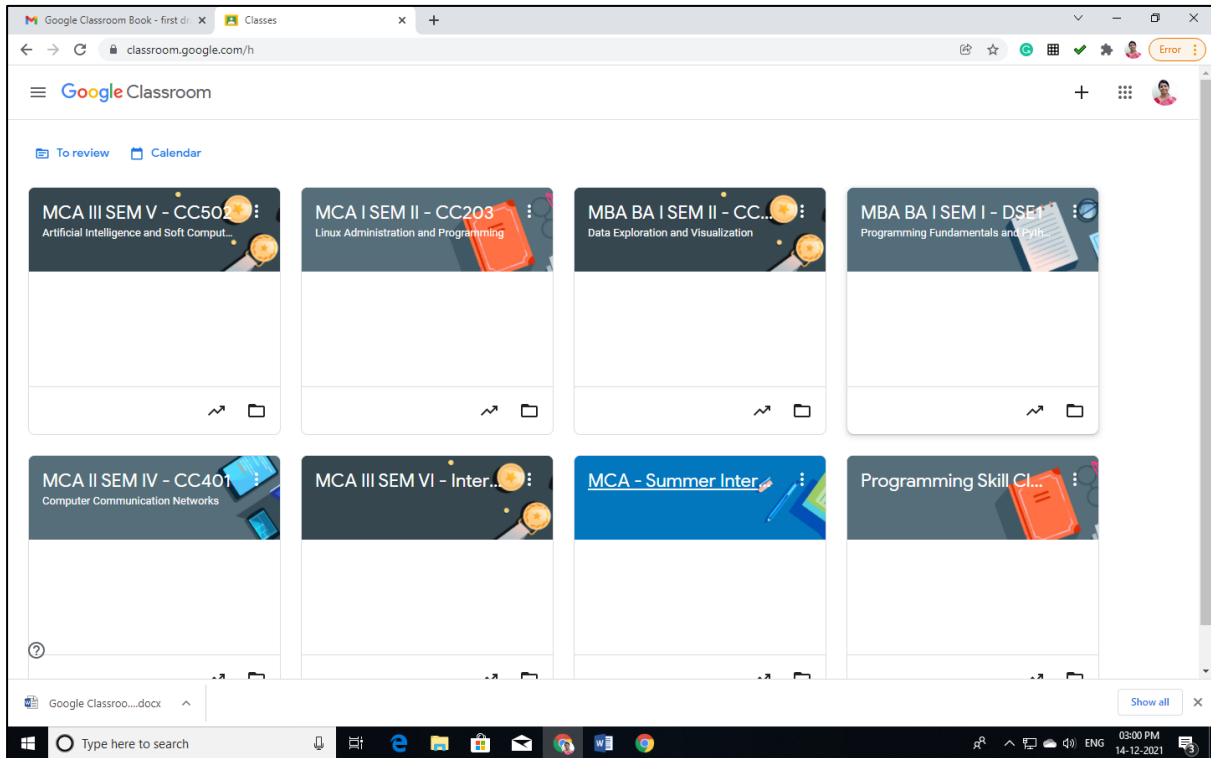 Google Classroom Book - first dr
Classes
classroom.google.com/h
Error
Google Classroom
To review Calendar
MCA III SEM V - CC502
Artificial Intelligence and Soft Comput...
MCA I SEM II - CC203
Linux Administration and Programming
MBA BA I SEM II - CC...
Data Exploration and Visualization
MBA BA I SEM I - DSE1
Programming Fundamentals and Pyth...
MCA II SEM IV - CC401
Computer Communication Networks
MCA III SEM VI - Inter...
MCA - Summer Inter...
Programming Skill Cl...
Google Classroo....docx
Show all
Type here to search
ENG
03:00 PM
14-12-2021
3